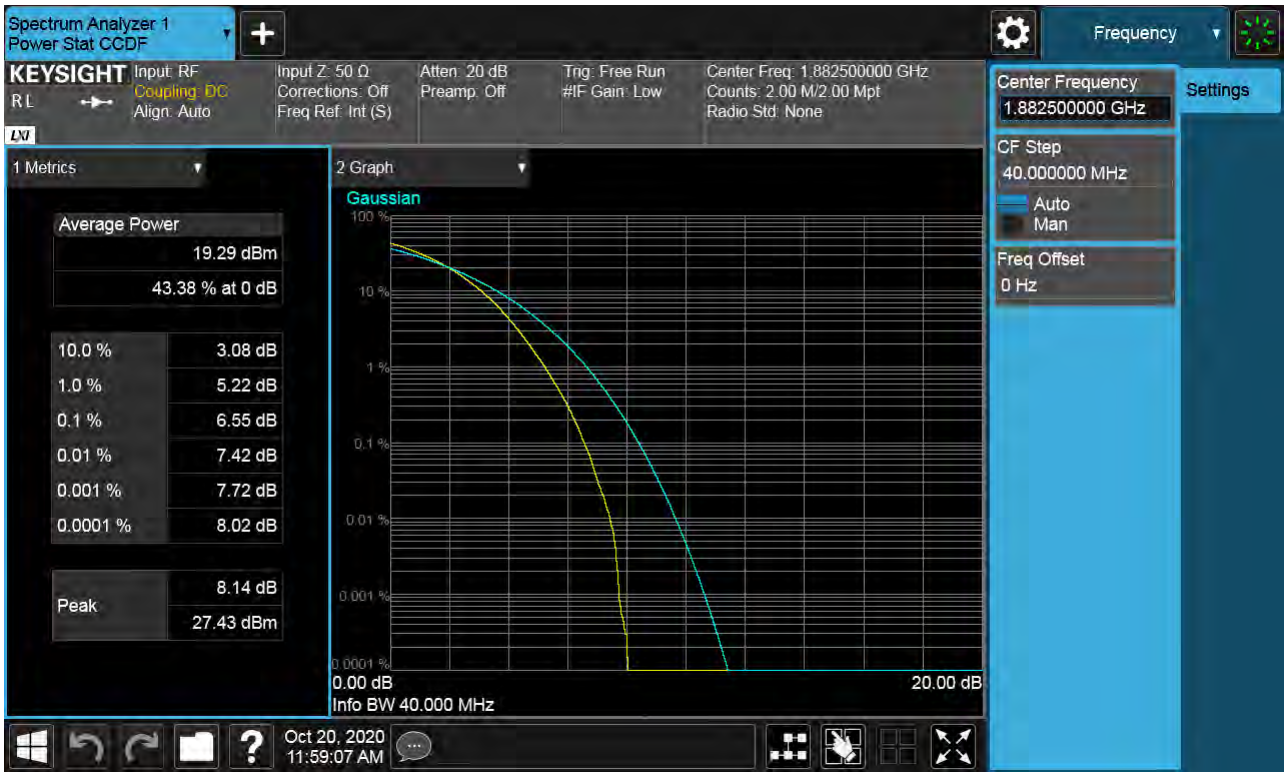 Spectrum Analyzer 1
Power Stat CCDF
Frequency
KEYSIGHT
RL
LXI
Input: RF
Coupling: DC
Align: Auto
Input Z: 50 Ω
Corrections: Off
Freq Ref: Int (S)
Atten: 20 dB
Preamp: Off
Trig: Free Run
#IF Gain: Low
Center Freq: 1.882500000 GHz
Counts: 2.00 M/2.00 Mpt
Radio Std: None
Center Frequency
1.882500000 GHz
Settings
CF Step
40.000000 MHz
Auto
Man
Freq Offset
0 Hz
1 Metrics
Average Power
19.29 dBm
43.38 % at 0 dB
10.0 % 3.08 dB
1.0 % 5.22 dB
0.1 % 6.55 dB
0.01 % 7.42 dB
0.001 % 7.72 dB
0.0001 % 8.02 dB
Peak 8.14 dB
27.43 dBm
2 Graph
Gaussian
100 %
10 %
1 %
0.1 %
0.01 %
0.001 %
0.0001 %
0.00 dB 20.00 dB
Info BW 40.000 MHz
?
Oct 20, 2020
11:59:07 AM